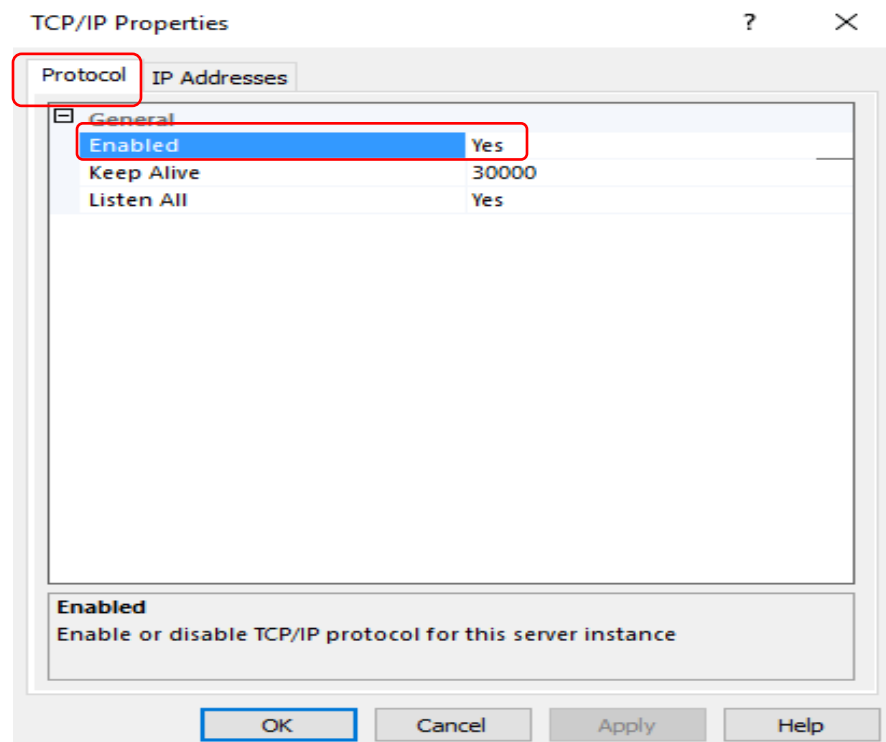 TCP/IP Properties ?
Protocol IP Addresses
General
Enabled Yes
Keep Alive 30000
Listen All Yes
Enabled
Enable or disable TCP/IP protocol for this server instance
OK Cancel Apply Help